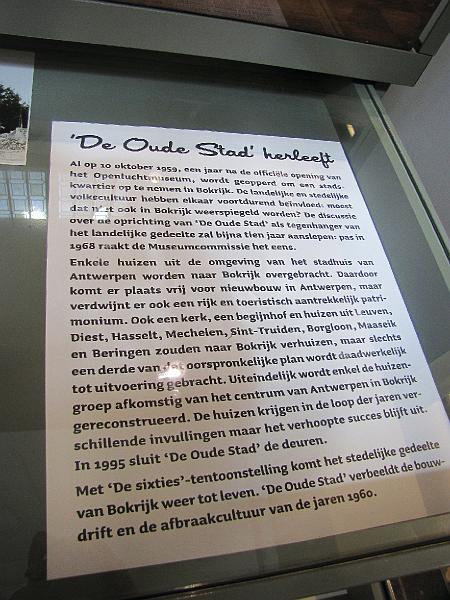 'De Oude Stad' herleeft
Al op 10 oktober 1959, een jaar na de officiële opening van
het Openluchtmuseum, wordt geopperd om een stads-
kwartier op te nemen in Bokrijk. De landelijke en stedelijke
volkscultuur hebben elkaar voortdurend beïnvloed: moest
dat niet ook in Bokrijk weerspiegeld worden? De discussie
over de oprichting van 'De Oude Stad' als tegenhanger van
het landelijke gedeelte zal bijna tien jaar aanslepen: pas in
1968 raakt de Museumcommissie het eens.
Enkele huizen uit de omgeving van het stadhuis van
Antwerpen worden naar Bokrijk overgebracht. Daardoor
komt er plaats vrij voor nieuwbouw in Antwerpen, maar
verdwijnt er ook een rijk en toeristisch aantrekkelijk patri-
monium. Ook een kerk, een begijnhof en huizen uit Leuven,
Diest, Hasselt, Mechelen, Sint-Truiden, Borgloon, Maaseik
en Beringen zouden naar Bokrijk verhuizen, maar slechts
een derde van dat oorspronkelijke plan wordt daadwerkelijk
tot uitvoering gebracht. Uiteindelijk wordt enkel de huizen-
groep afkomstig van het centrum van Antwerpen in Bokrijk
gereconstrueerd. De huizen krijgen in de loop der jaren ver-
schillende invullingen maar het verhoopte succes blijft uit.
In 1995 sluit 'De Oude Stad' de deuren.
Met 'De sixties'-tentoonstelling komt het stedelijke gedeelte
van Bokrijk weer tot leven. 'De Oude Stad' verbeeldt de bouw-
drift en de afbraakcultuur van de jaren 1960.